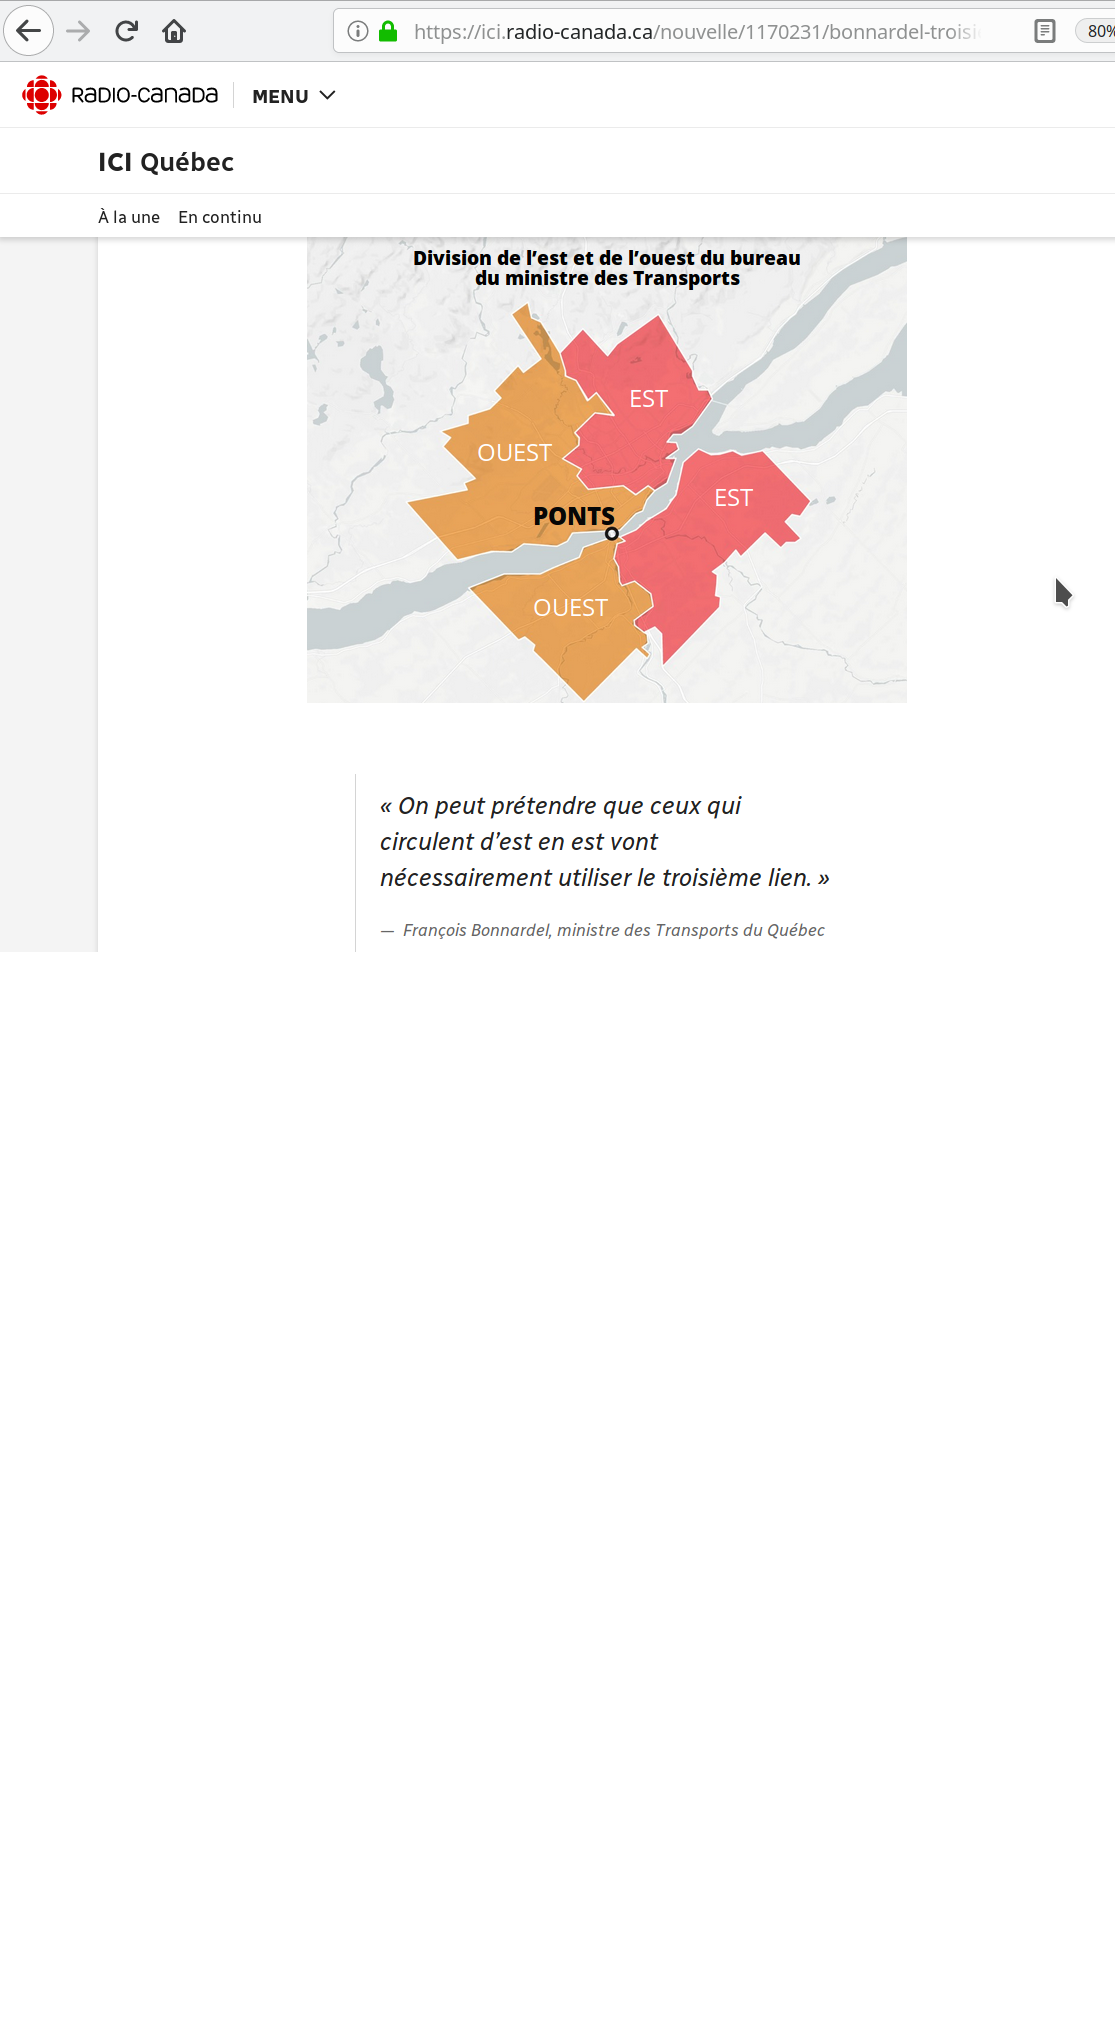 https://ici.radio-canada.ca/nouvelle/1170231/bonnardel-troisi
80%
RADIO-CANADA
MENU
ICI Québec
À la une En continu
Division de l’est et de l’ouest du bureau
du ministre des Transports
EST
OUEST
EST
PONTS
OUEST
« On peut prétendre que ceux qui
circulent d’est en est vont
nécessairement utiliser le troisième lien. »
— François Bonnardel, ministre des Transports du Québec